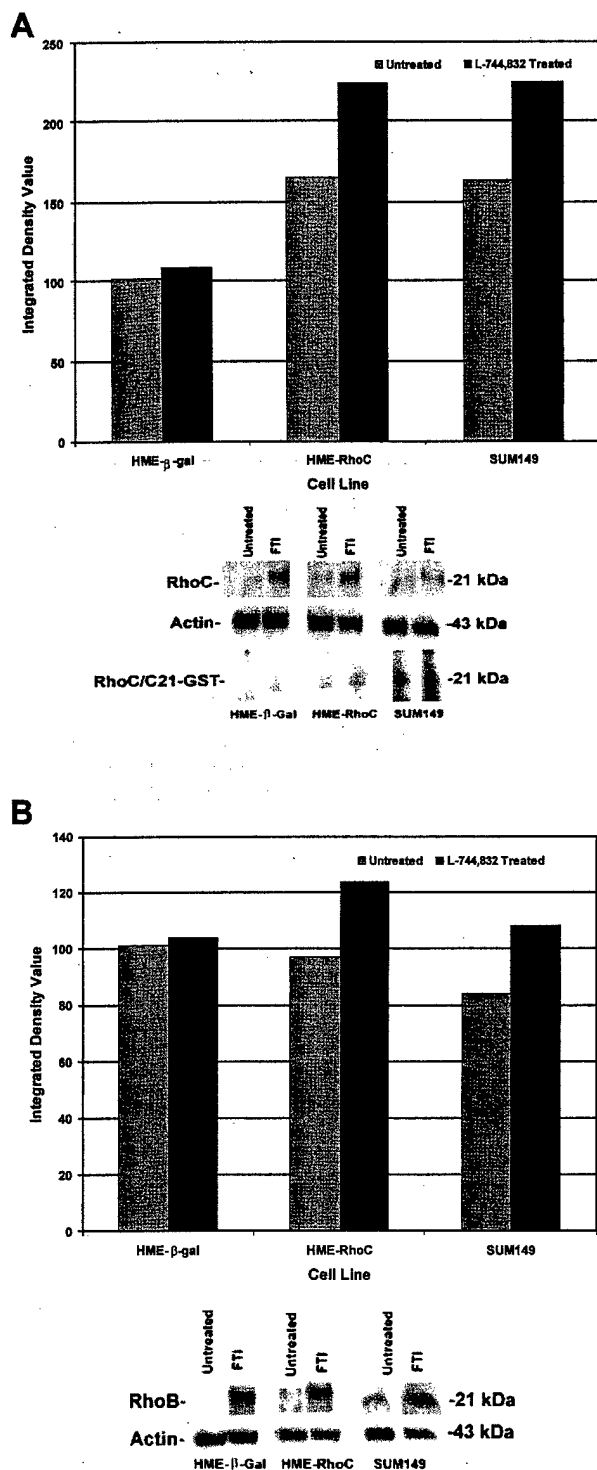 A
250
200
150
100
50
0
Integrated Density Value
Untreated L-744,832 Treated
HME-β-gal HME-RhoC SUM149
Cell Line
Untreated FTI Untreated FTI Untreated FTI
RhoC- -21 kDa
Actin- -43 kDa
RhoC/C21-GST- -21 kDa
HME-β-Gal HME-RhoC SUM149
B
140
120
100
80
60
40
20
0
Integrated Density Value
Untreated L-744,832 Treated
HME-β-gal HME-RhoC SUM149
Cell Line
Untreated FTI Untreated FTI Untreated FTI
RhoB- -21 kDa
Actin- -43 kDa
HME-β-Gal HME-RhoC SUM149